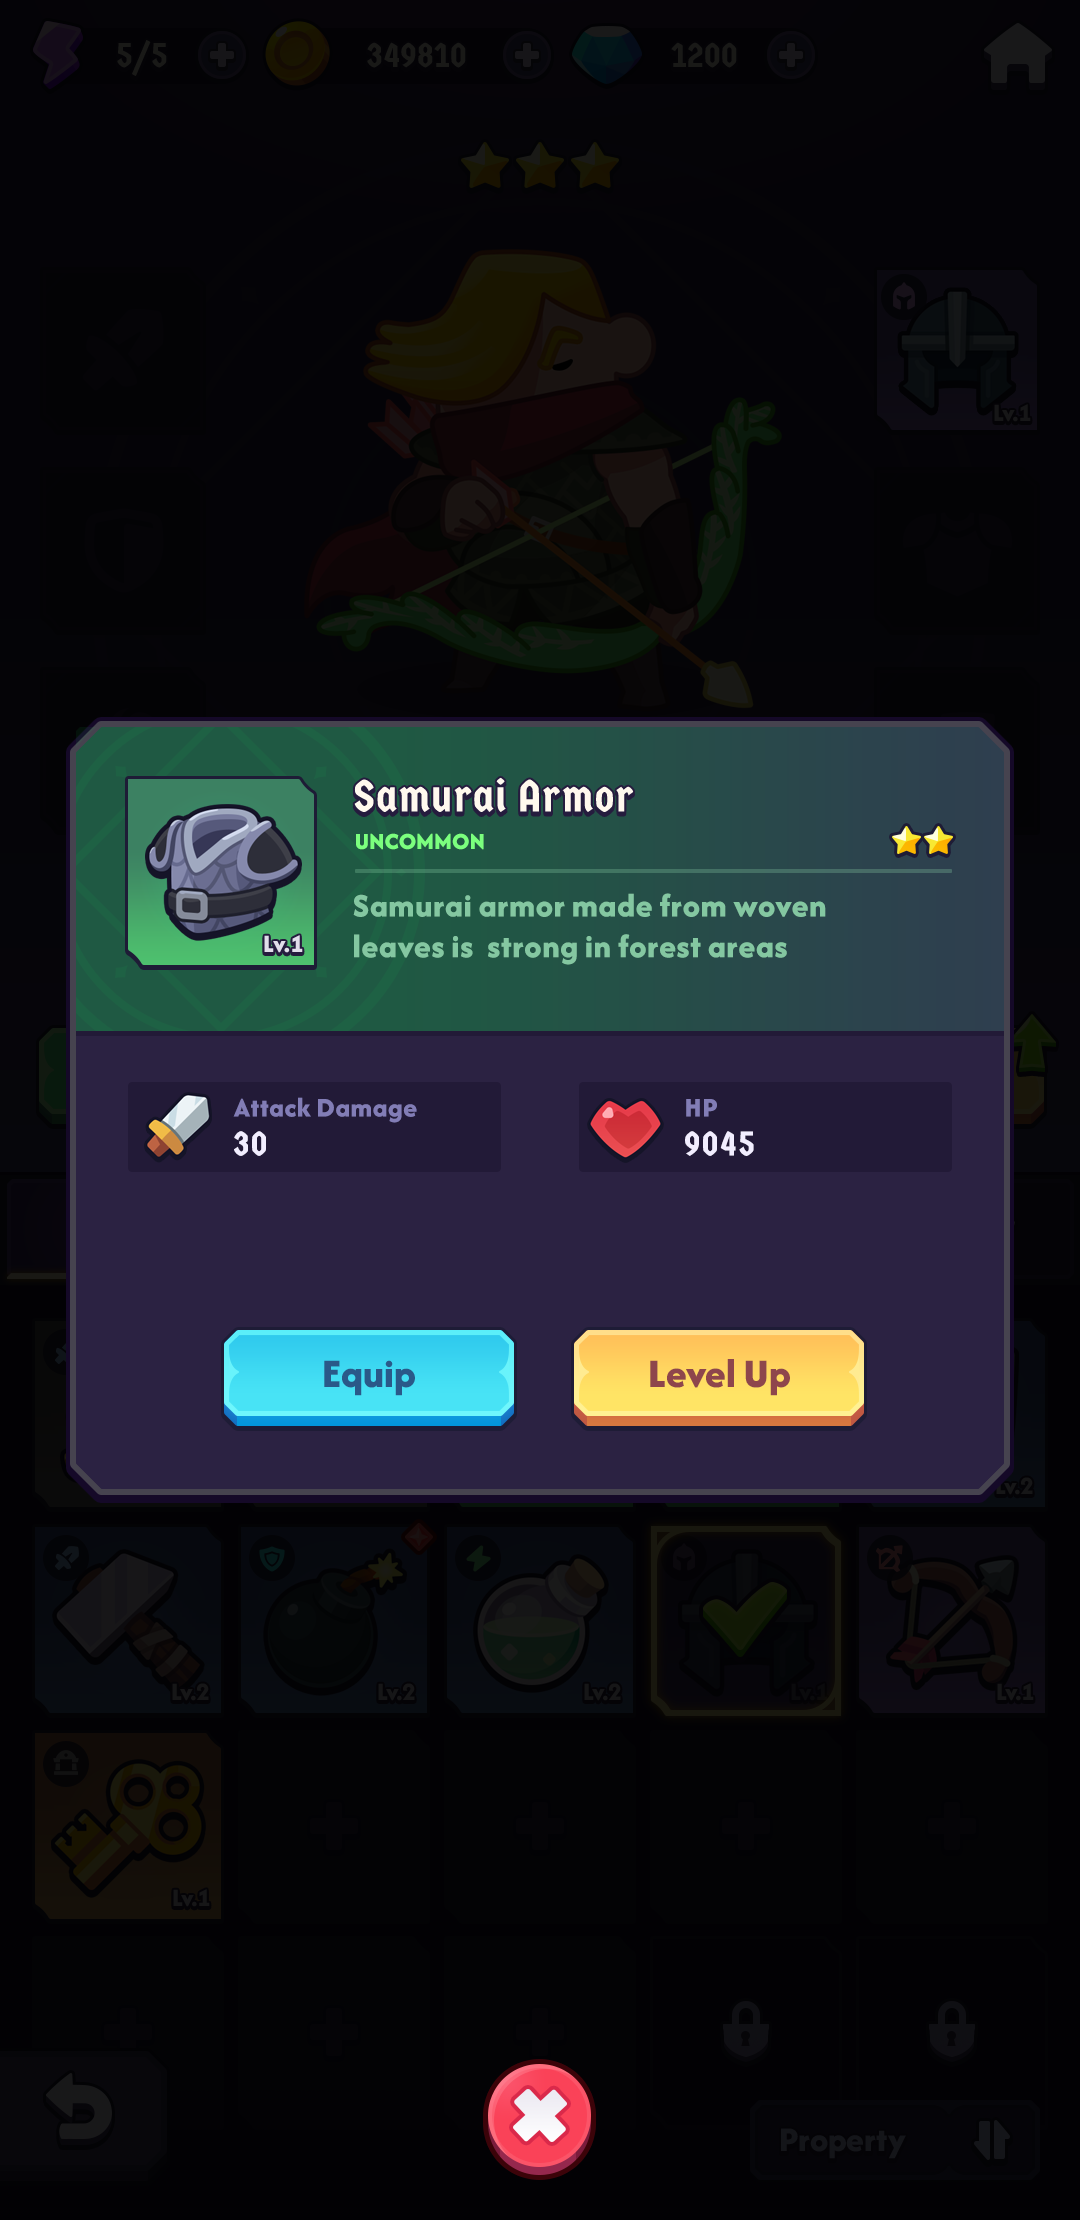 5/5
349810
1200
Lv.1
Samurai Armor
UNCOMMON
Samurai armor made from woven
leaves is  strong in forest areas
Lv.1
Attack Damage
30
HP
9045
Equip
Level Up
Lv.2
Lv.2
Lv.2
Lv.2
Lv.1
Lv.1
Lv.1
Property